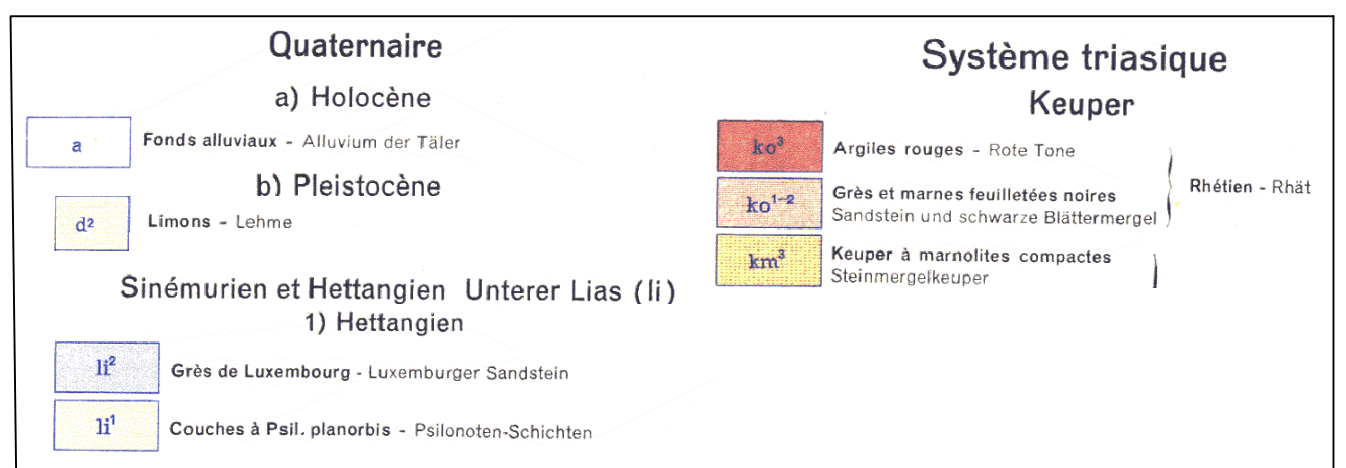 Quaternaire
a) Holocène
a Fonds alluviaux - Alluvium der Täler
b) Pleistocène
d² Limons - Lehme
Sinémurien et Hettangien Unterer Lias (li)
1) Hettangien
li² Grès de Luxembourg - Luxemburger Sandstein
li¹ Couches à Psil. planorbis - Psilonoten-Schichten
Système triasique
Keuper
ko³ Argiles rouges - Rote Tone
ko¹⁻² Grès et marnes feuilletées noires
Sandstein und schwarze Blättermergel
Rhétien - Rhät
km³ Keuper à marnolites compactes
Steinmergelkeuper